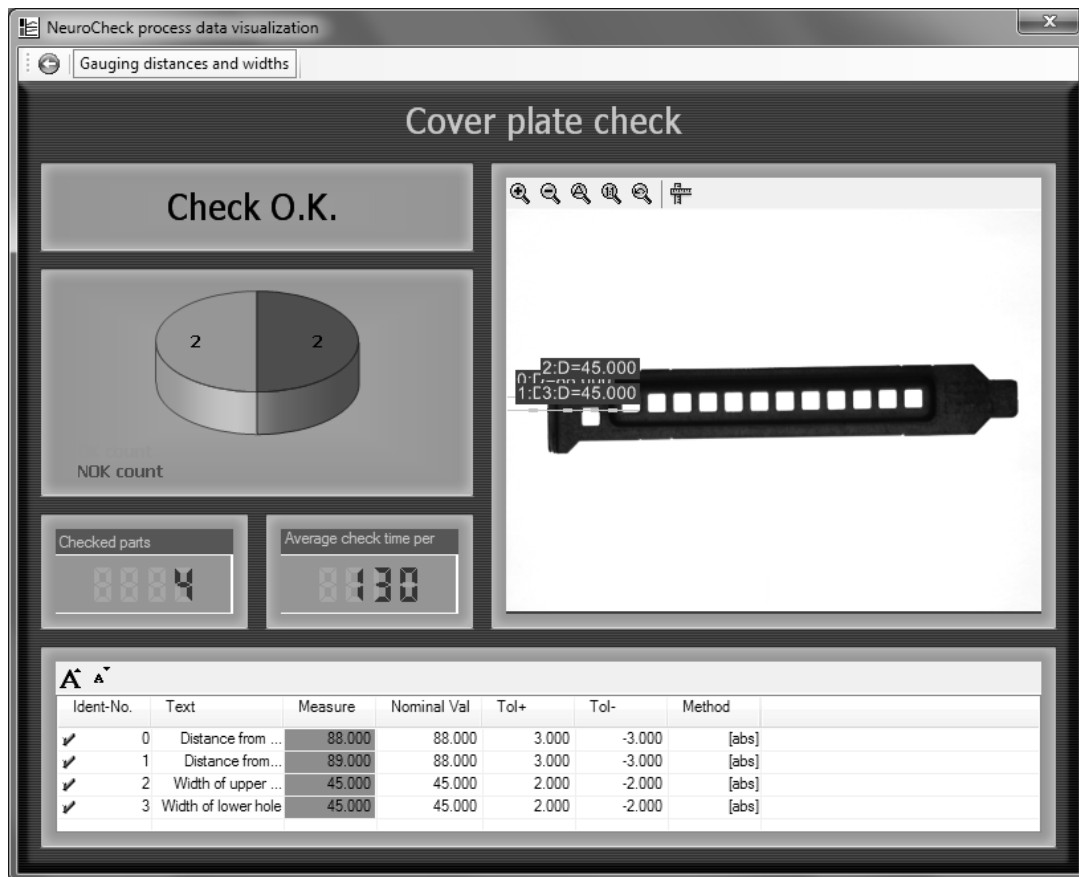 NeuroCheck process data visualization
x
Gauging distances and widths
Cover plate check
Check O.K.
2 2
NOK count
Checked parts
4
Average check time per
130
2:D=45.000
1:D 3:D=45.000
A A
Ident-No. Text Measure Nominal Val Tol+ Tol- Method
0 Distance from ... 88.000 88.000 3.000 -3.000 [abs]
1 Distance from... 89.000 88.000 3.000 -3.000 [abs]
2 Width of upper ... 45.000 45.000 2.000 -2.000 [abs]
3 Width of lower hole 45.000 45.000 2.000 -2.000 [abs]